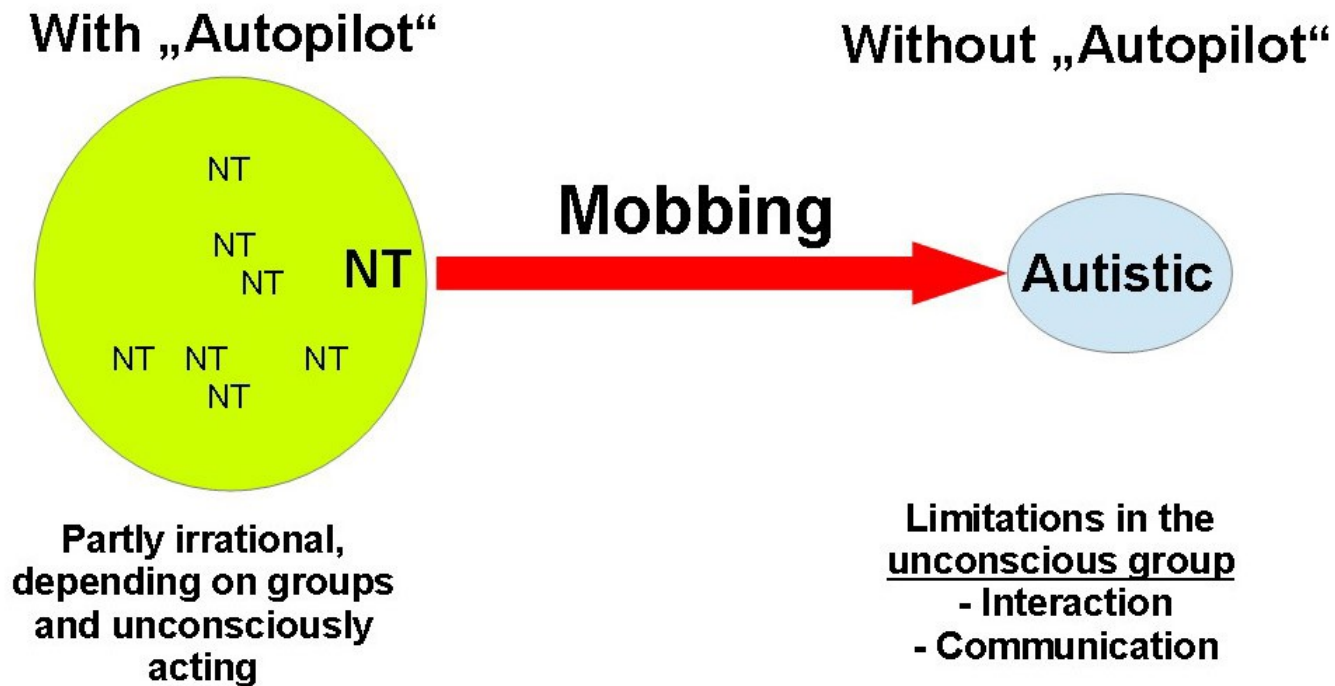 With „Autopilot“
Without „Autopilot“
NT
NT
NT
NT
NT
NT
NT
NT
Mobbing
Autistic
Partly irrational,
depending on groups
and unconsciously
acting
Limitations in the
unconscious group
- Interaction
- Communication